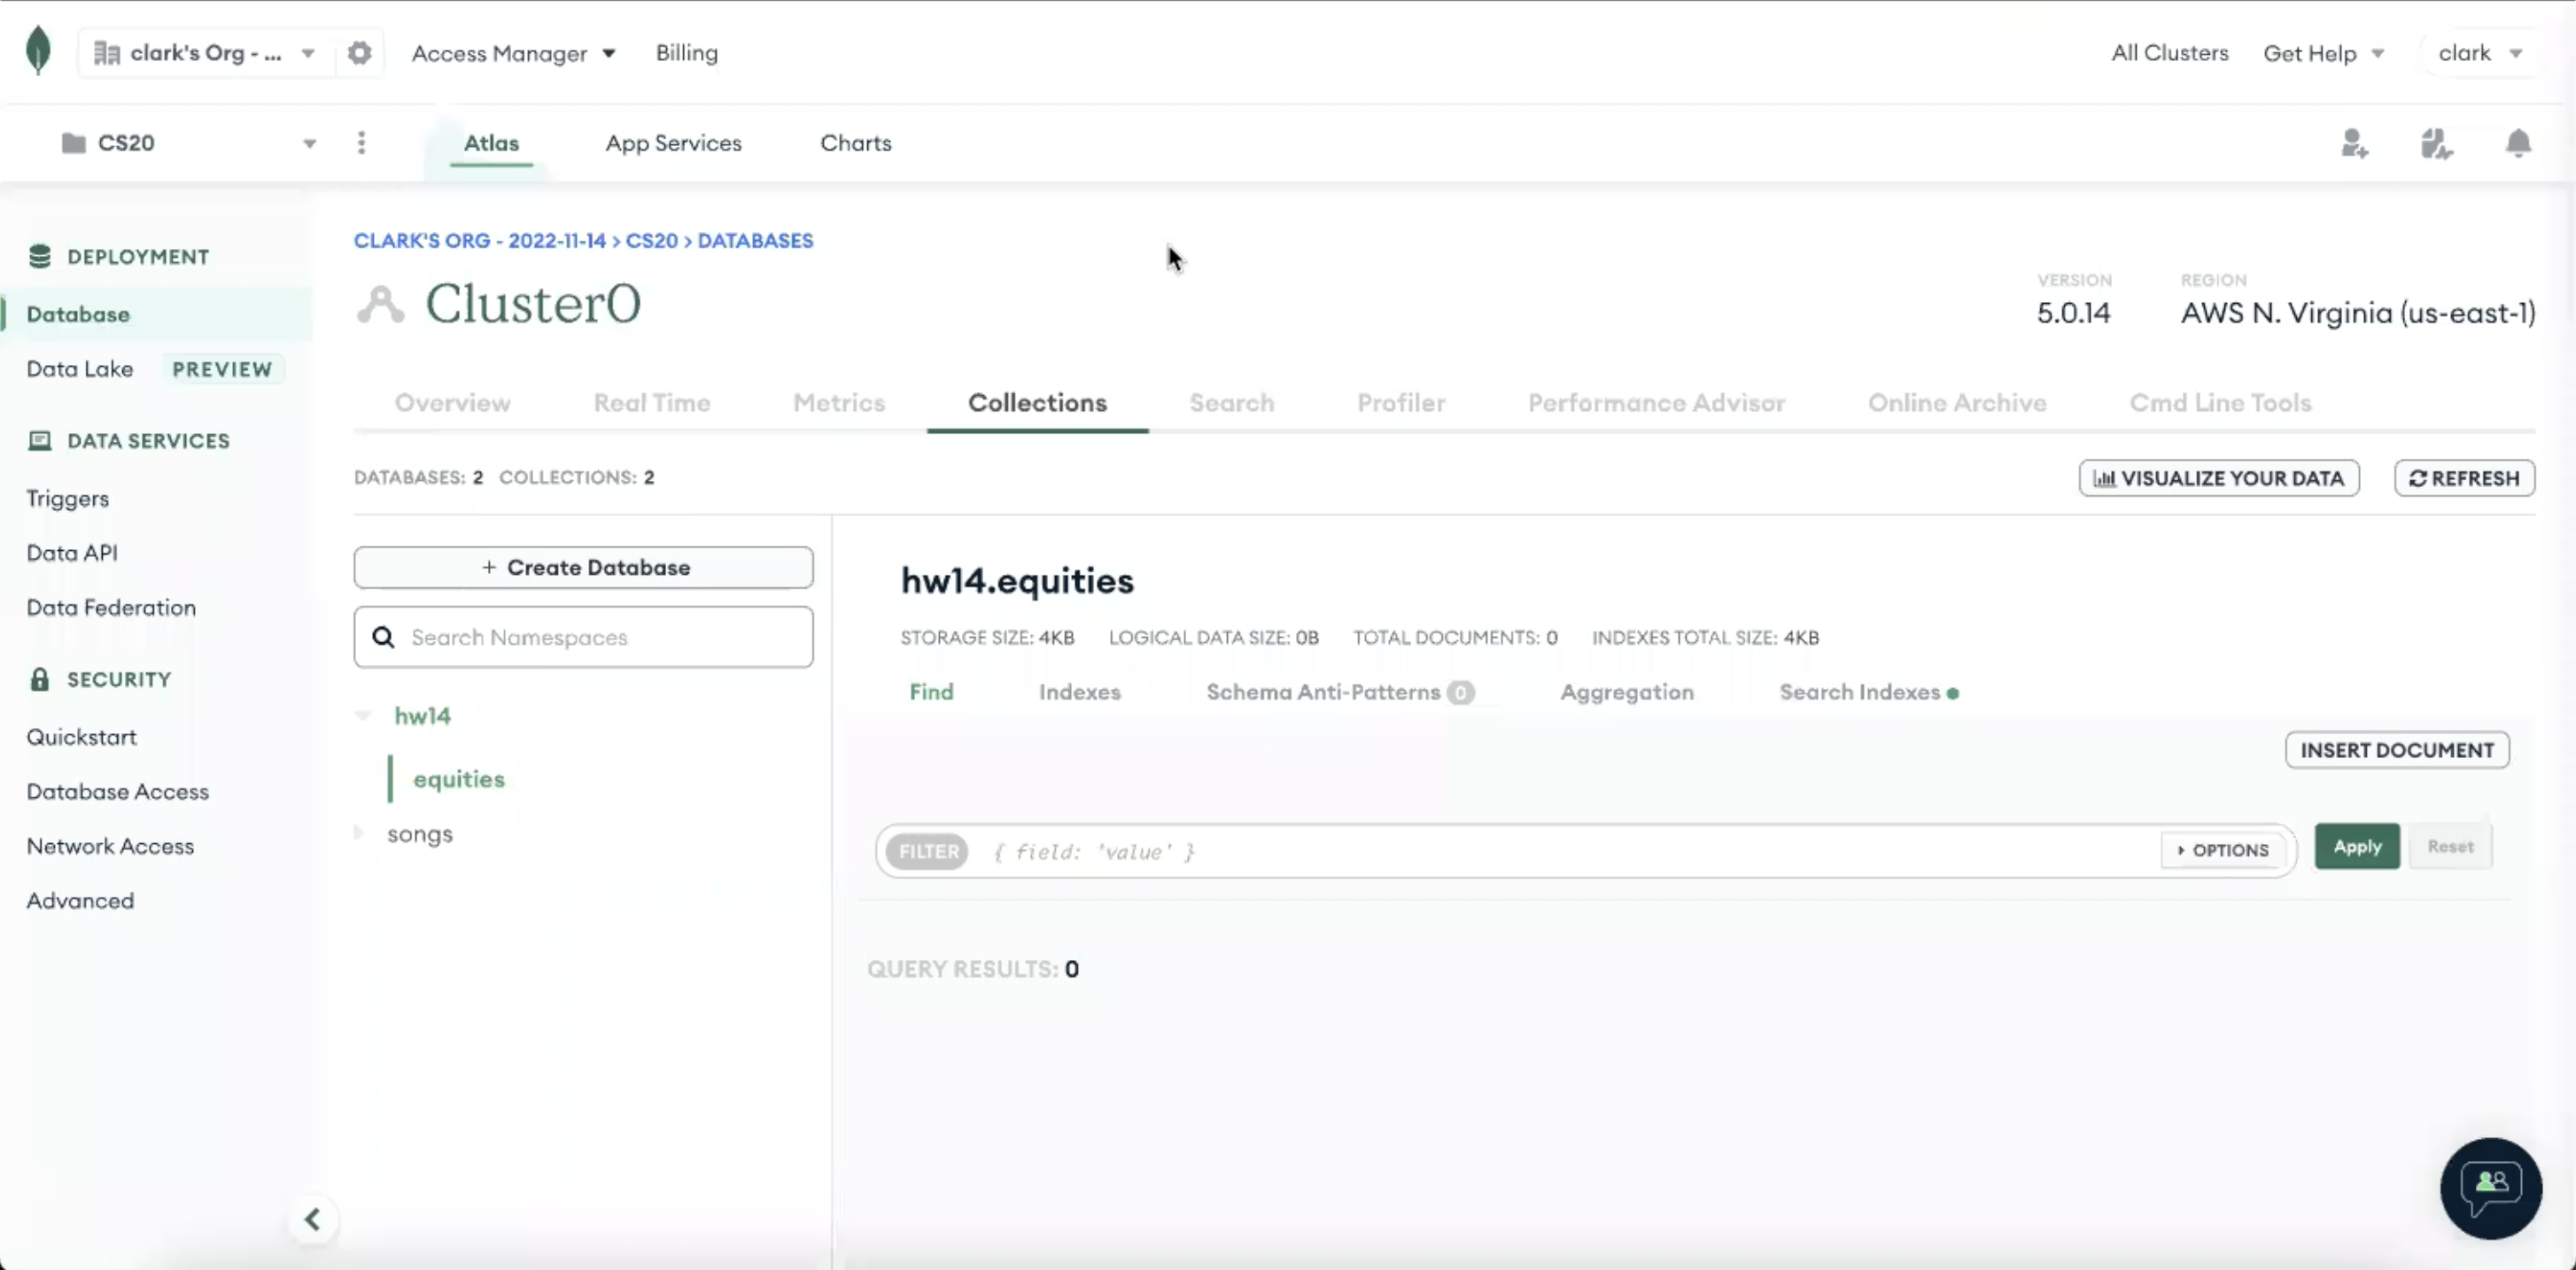 clark's Org - ... Access Manager Billing All Clusters Get Help clark
CS20 Atlas App Services Charts
DEPLOYMENT
Database
Data Lake PREVIEW
DATA SERVICES
Triggers
Data API
Data Federation
SECURITY
Quickstart
Database Access
Network Access
Advanced
CLARK'S ORG - 2022-11-14 > CS20 > DATABASES
Cluster0
VERSION
5.0.14
REGION
AWS N. Virginia (us-east-1)
Overview Real Time Metrics Collections Search Profiler Performance Advisor Online Archive Cmd Line Tools
DATABASES: 2 COLLECTIONS: 2
VISUALIZE YOUR DATA REFRESH
+ Create Database
Search Namespaces
hw14
equities
songs
hw14.equities
STORAGE SIZE: 4KB LOGICAL DATA SIZE: 0B TOTAL DOCUMENTS: 0 INDEXES TOTAL SIZE: 4KB
Find Indexes Schema Anti-Patterns 0 Aggregation Search Indexes
INSERT DOCUMENT
FILTER { field: 'value' } OPTIONS Apply Reset
QUERY RESULTS: 0